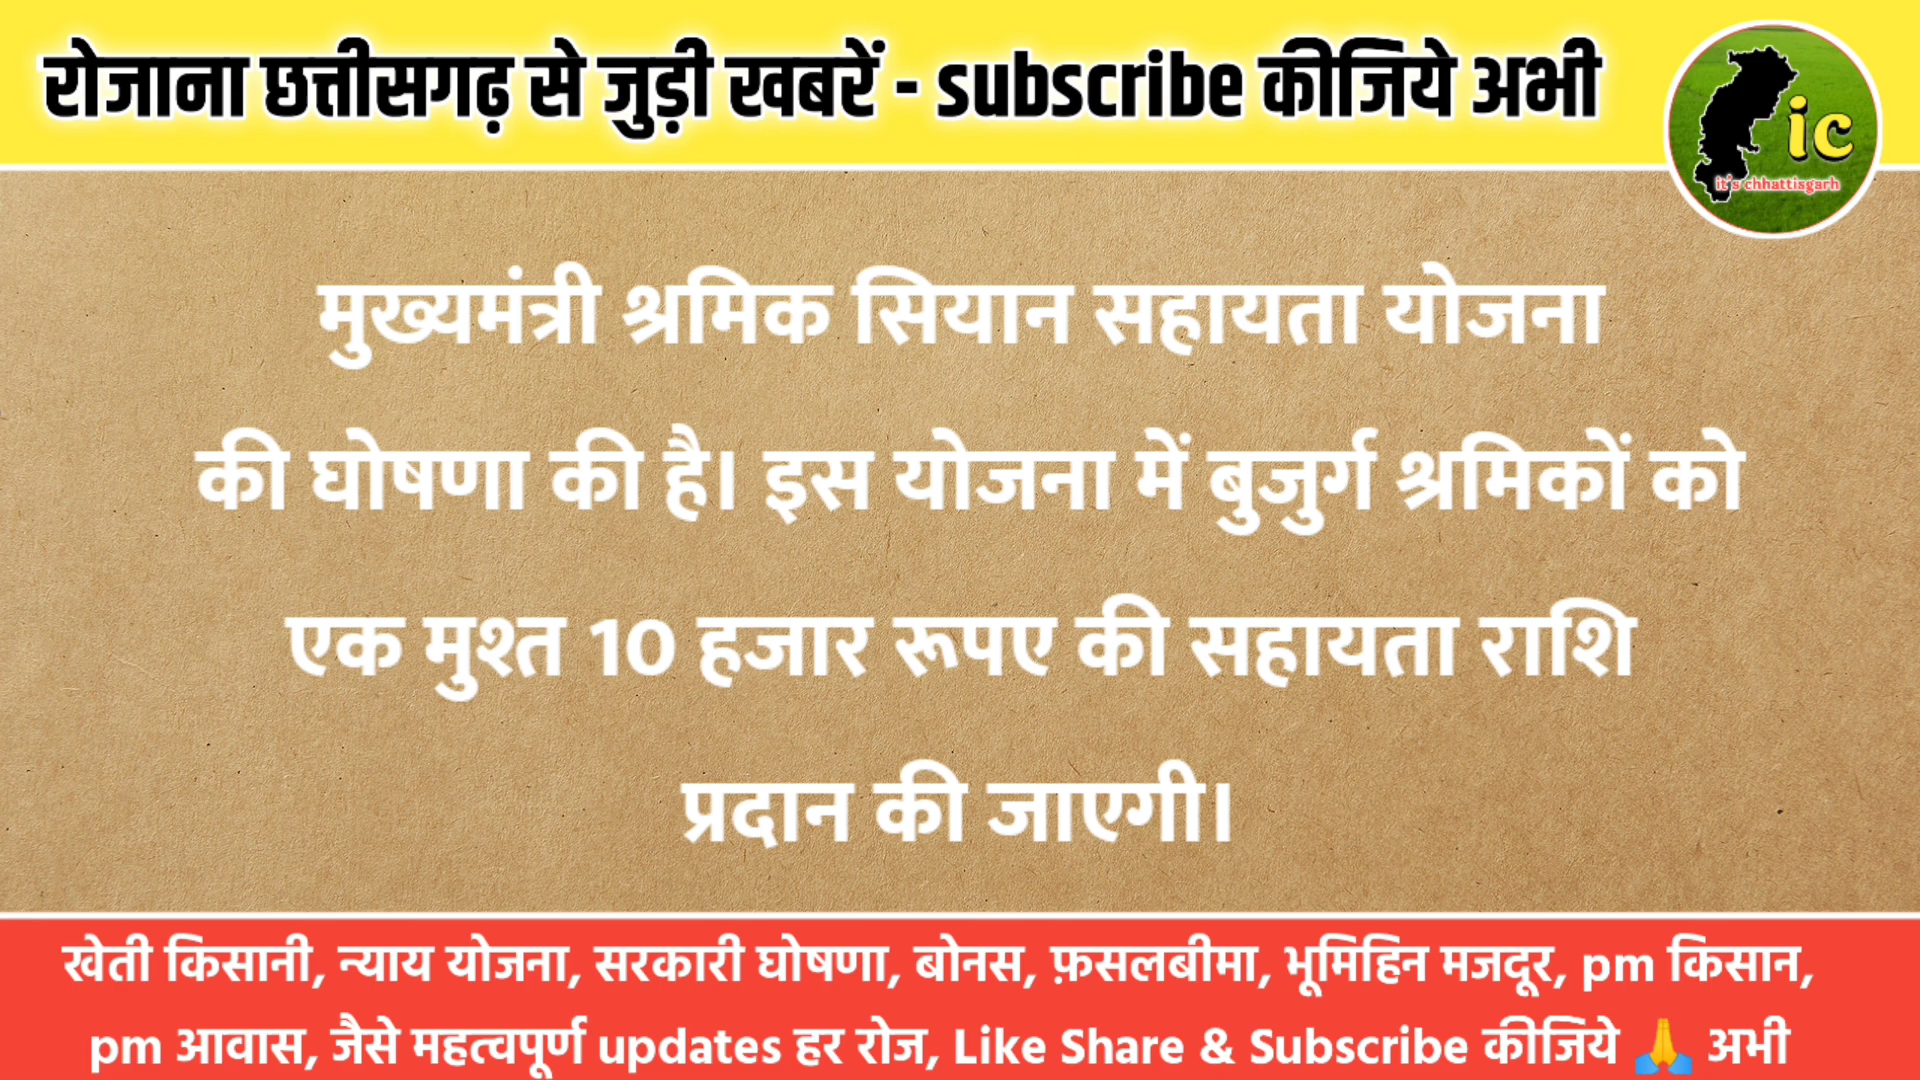 रोजाना छत्तीसगढ़ से जुड़ी खबरें - subscribe कीजिये अभी
ic
it's chhattisgarh
मुख्यमंत्री श्रमिक सियान सहायता योजना
की घोषणा की है। इस योजना में बुजुर्ग श्रमिकों को
एक मुश्त 10 हजार रूपए की सहायता राशि
प्रदान की जाएगी।
खेती किसानी, न्याय योजना, सरकारी घोषणा, बोनस, फ़सलबीमा, भूमिहिन मजदूर, pm किसान,
pm आवास, जैसे महत्वपूर्ण updates हर रोज, Like Share & Subscribe कीजिये 🙏 अभी